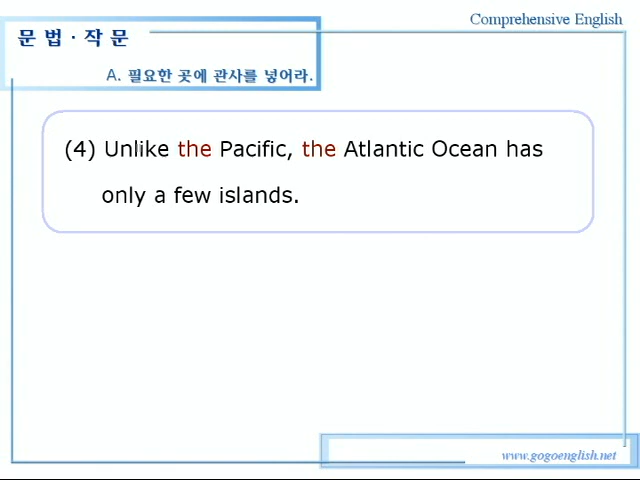 Comprehensive English
문 법 · 작 문
A. 필요한 곳에 관사를 넣어라.
(4) Unlike the Pacific, the Atlantic Ocean has
only a few islands.
www.gogoenglish.net